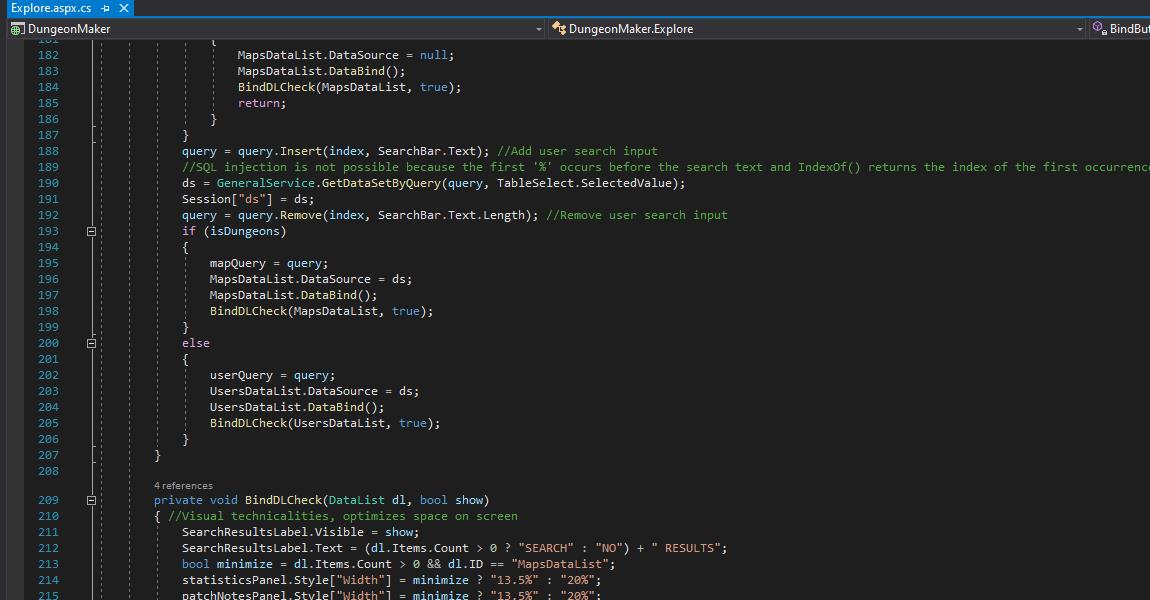 Explore.aspx.cs
DungeonMaker DungeonMaker.Explore BindBut
181 {
182 MapsDataList.DataSource = null;
183 MapsDataList.DataBind();
184 BindDLCheck(MapsDataList, true);
185 return;
186 }
187 }
188 query = query.Insert(index, SearchBar.Text); //Add user search input
189 //SQL injection is not possible because the first '%' occurs before the search text and IndexOf() returns the index of the first occurrence
190 ds = GeneralService.GetDataSetByQuery(query, TableSelect.SelectedValue);
191 Session["ds"] = ds;
192 query = query.Remove(index, SearchBar.Text.Length); //Remove user search input
193 if (isDungeons)
194 {
195 mapQuery = query;
196 MapsDataList.DataSource = ds;
197 MapsDataList.DataBind();
198 BindDLCheck(MapsDataList, true);
199 }
200 else
201 {
202 userQuery = query;
203 UsersDataList.DataSource = ds;
204 UsersDataList.DataBind();
205 BindDLCheck(UsersDataList, true);
206 }
207 }
208
4 references
209 private void BindDLCheck(DataList dl, bool show)
210 { //Visual technicalities, optimizes space on screen
211 SearchResultsLabel.Visible = show;
212 SearchResultsLabel.Text = (dl.Items.Count > 0 ? "SEARCH" : "NO") + " RESULTS";
213 bool minimize = dl.Items.Count > 0 && dl.ID == "MapsDataList";
214 statisticsPanel.Style["Width"] = minimize ? "13.5%" : "20%";
215 patchNotesPanel.Style["Width"] = minimize ? "13.5%" : "20%";